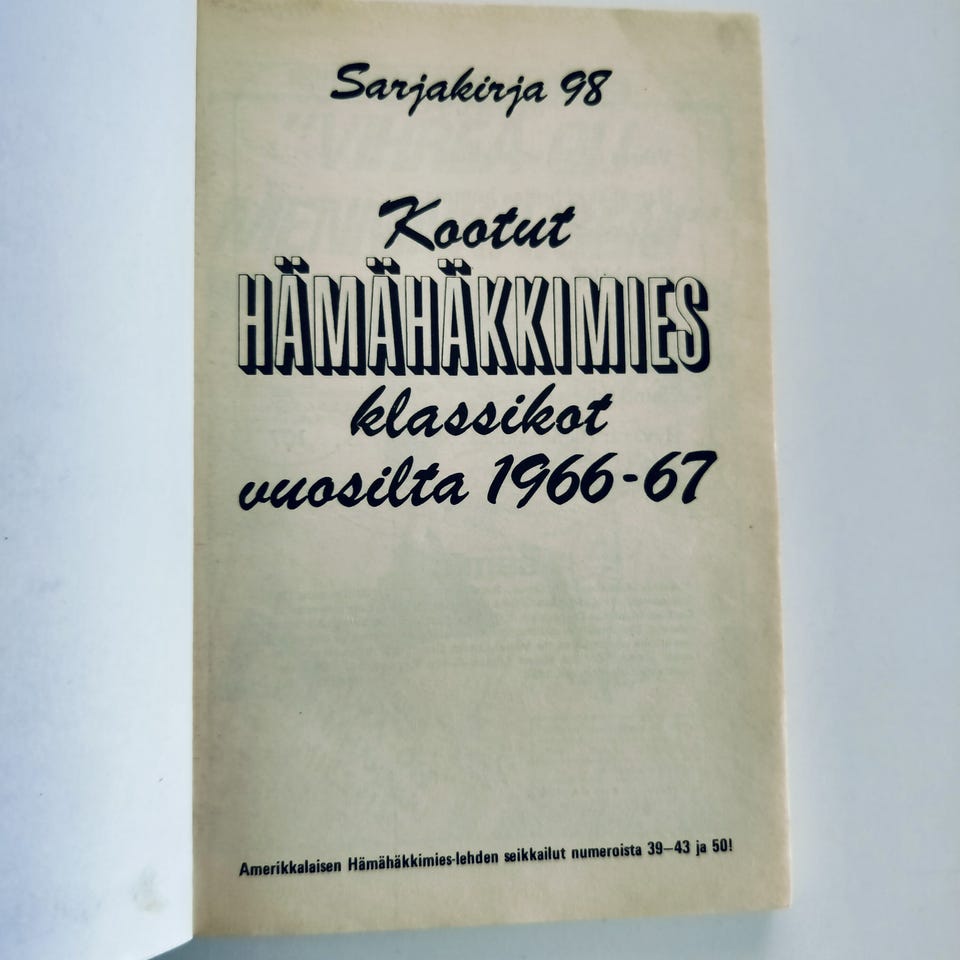 Sarjakirja 98
Kootut
HÄMÄHÄKKIMIES
klassikot
vuosilta 1966-67
Amerikkalaisen Hämähäkkimies-lehden seikkailut numeroista 39–43 ja 50!